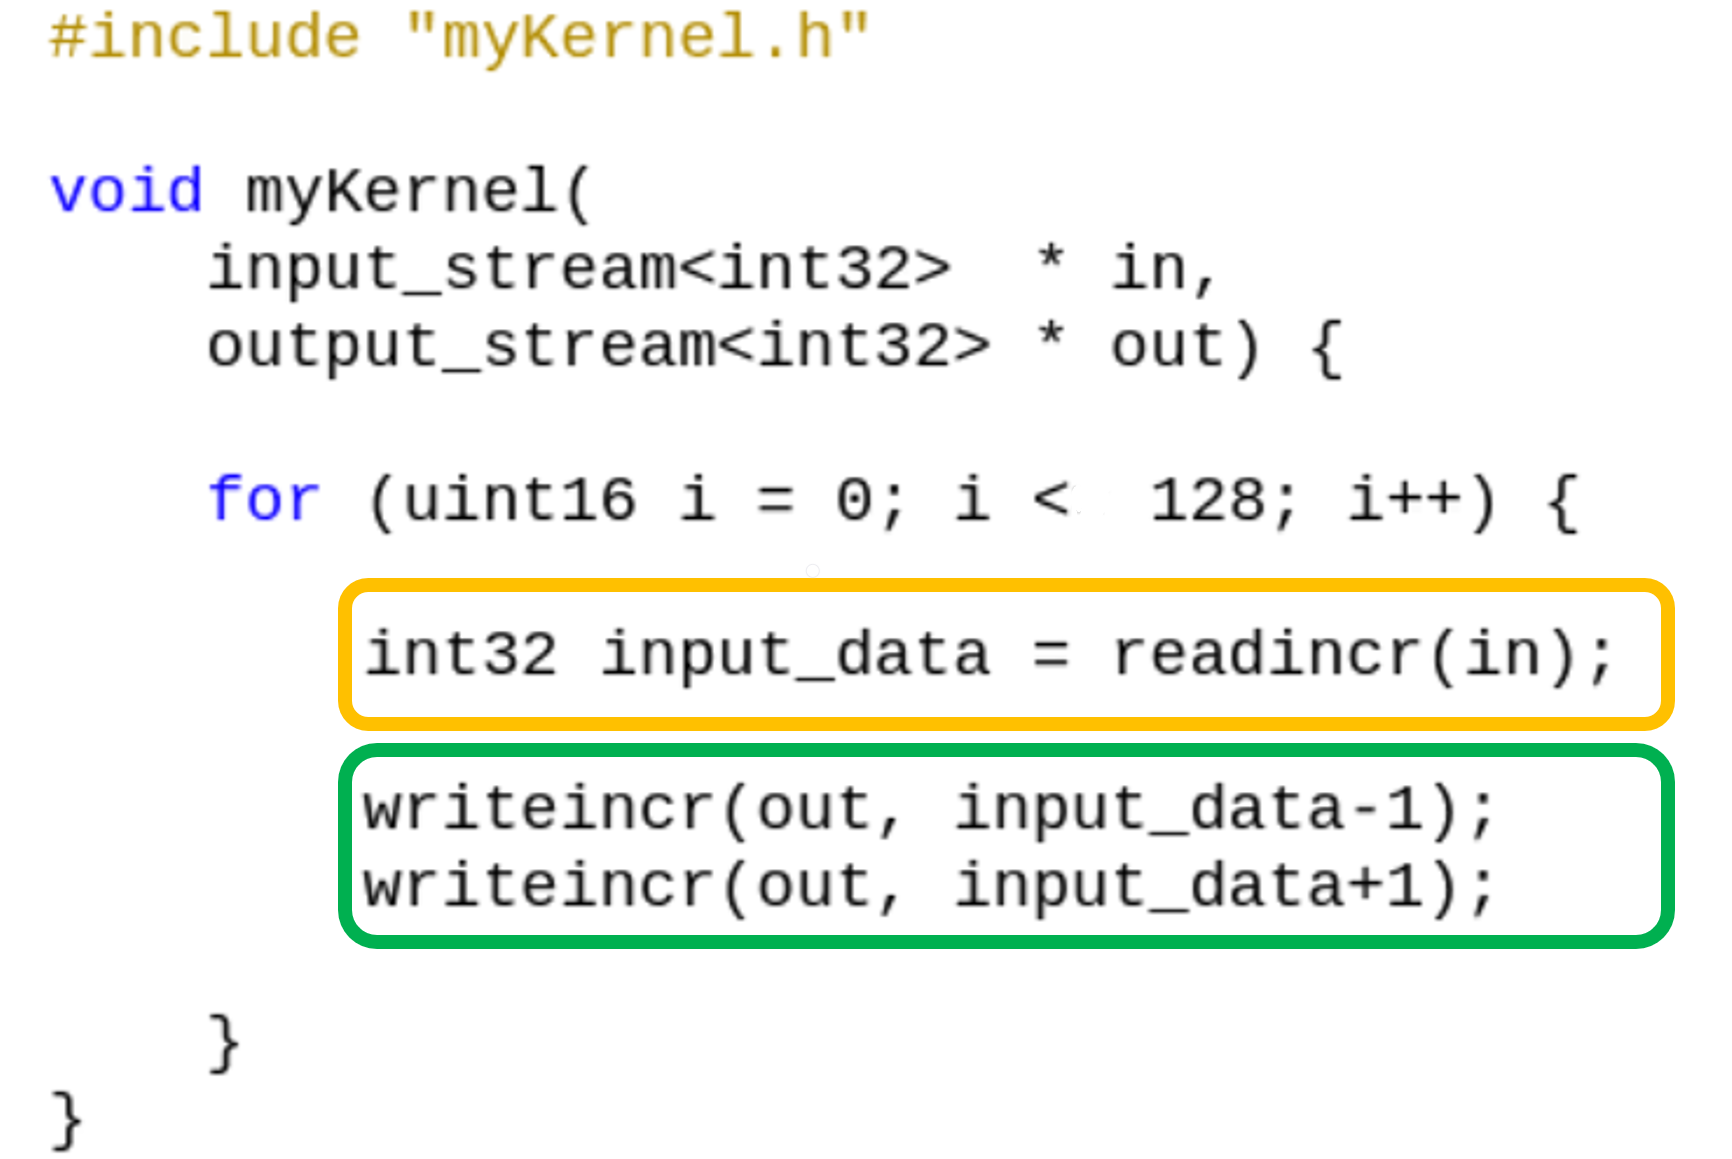 #include "myKernel.h"
void myKernel(
input_stream<int32>  * in,
output_stream<int32> * out) {
for (uint16 i = 0; i <  128; i++) {
int32 input_data = readincr(in);
writeincr(out, input_data-1);
writeincr(out, input_data+1);
}
}